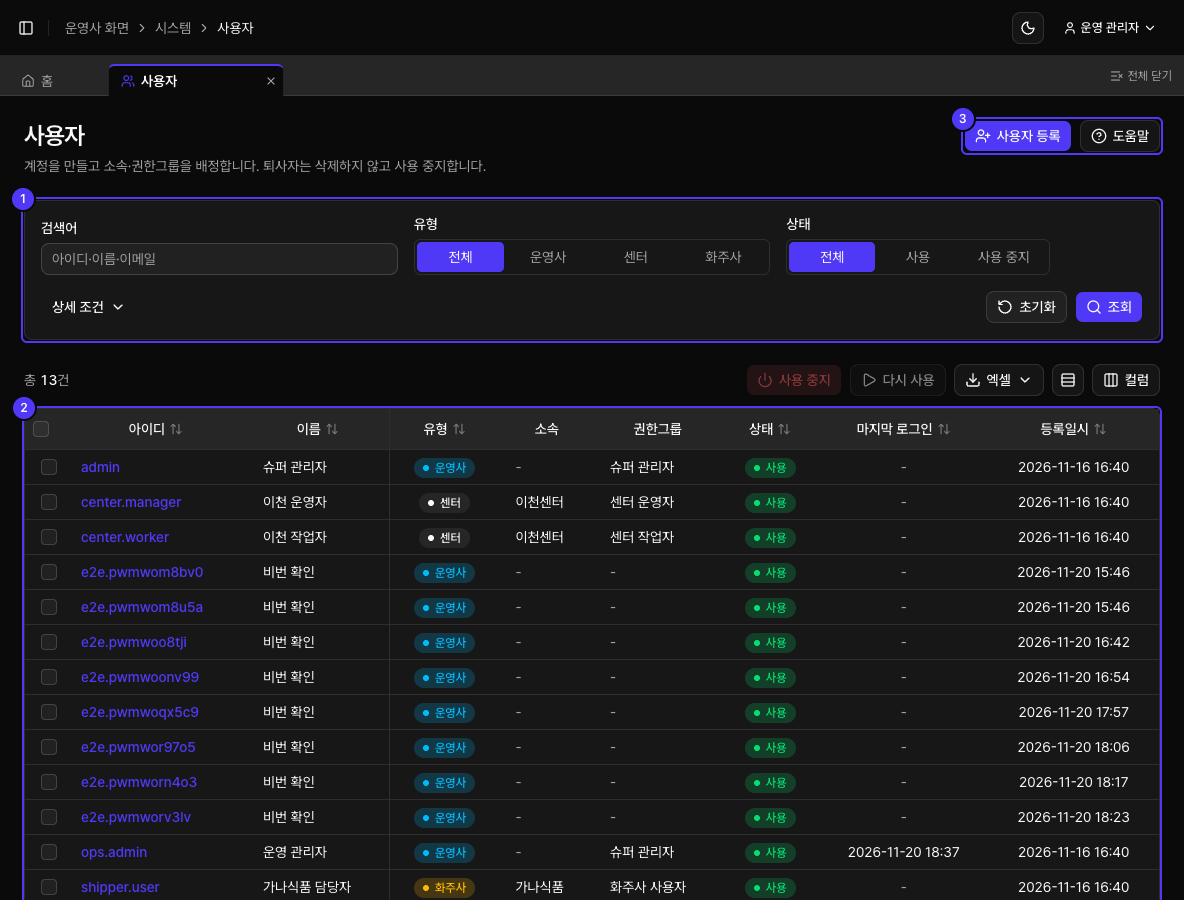 운영사 화면 > 시스템 > 사용자
운영 관리자
홈
사용자
전체 닫기
사용자
계정을 만들고 소속·권한그룹을 배정합니다. 퇴사자는 삭제하지 않고 사용 중지합니다.
3
사용자 등록
도움말
1
검색어
아이디·이름·이메일
유형
전체 운영사 센터 화주사
상태
전체 사용 사용 중지
상세 조건
초기화
조회
총 13건
사용 중지
다시 사용
엑셀
컬럼
2
아이디 이름 유형 소속 권한그룹 상태 마지막 로그인 등록일시
admin 슈퍼 관리자 운영사 - 슈퍼 관리자 사용 - 2026-11-16 16:40
center.manager 이천 운영자 센터 이천센터 센터 운영자 사용 - 2026-11-16 16:40
center.worker 이천 작업자 센터 이천센터 센터 작업자 사용 - 2026-11-16 16:40
e2e.pwmwom8bv0 비번 확인 운영사 - - 사용 - 2026-11-20 15:46
e2e.pwmwom8u5a 비번 확인 운영사 - - 사용 - 2026-11-20 15:46
e2e.pwmwoo8tji 비번 확인 운영사 - - 사용 - 2026-11-20 16:42
e2e.pwmwoonv99 비번 확인 운영사 - - 사용 - 2026-11-20 16:54
e2e.pwmwoqx5c9 비번 확인 운영사 - - 사용 - 2026-11-20 17:57
e2e.pwmwor97o5 비번 확인 운영사 - - 사용 - 2026-11-20 18:06
e2e.pwmworn4o3 비번 확인 운영사 - - 사용 - 2026-11-20 18:17
e2e.pwmworv3lv 비번 확인 운영사 - - 사용 - 2026-11-20 18:23
ops.admin 운영 관리자 운영사 - 슈퍼 관리자 사용 2026-11-20 18:37 2026-11-16 16:40
shipper.user 가나식품 담당자 화주사 가나식품 화주사 사용자 사용 - 2026-11-16 16:40